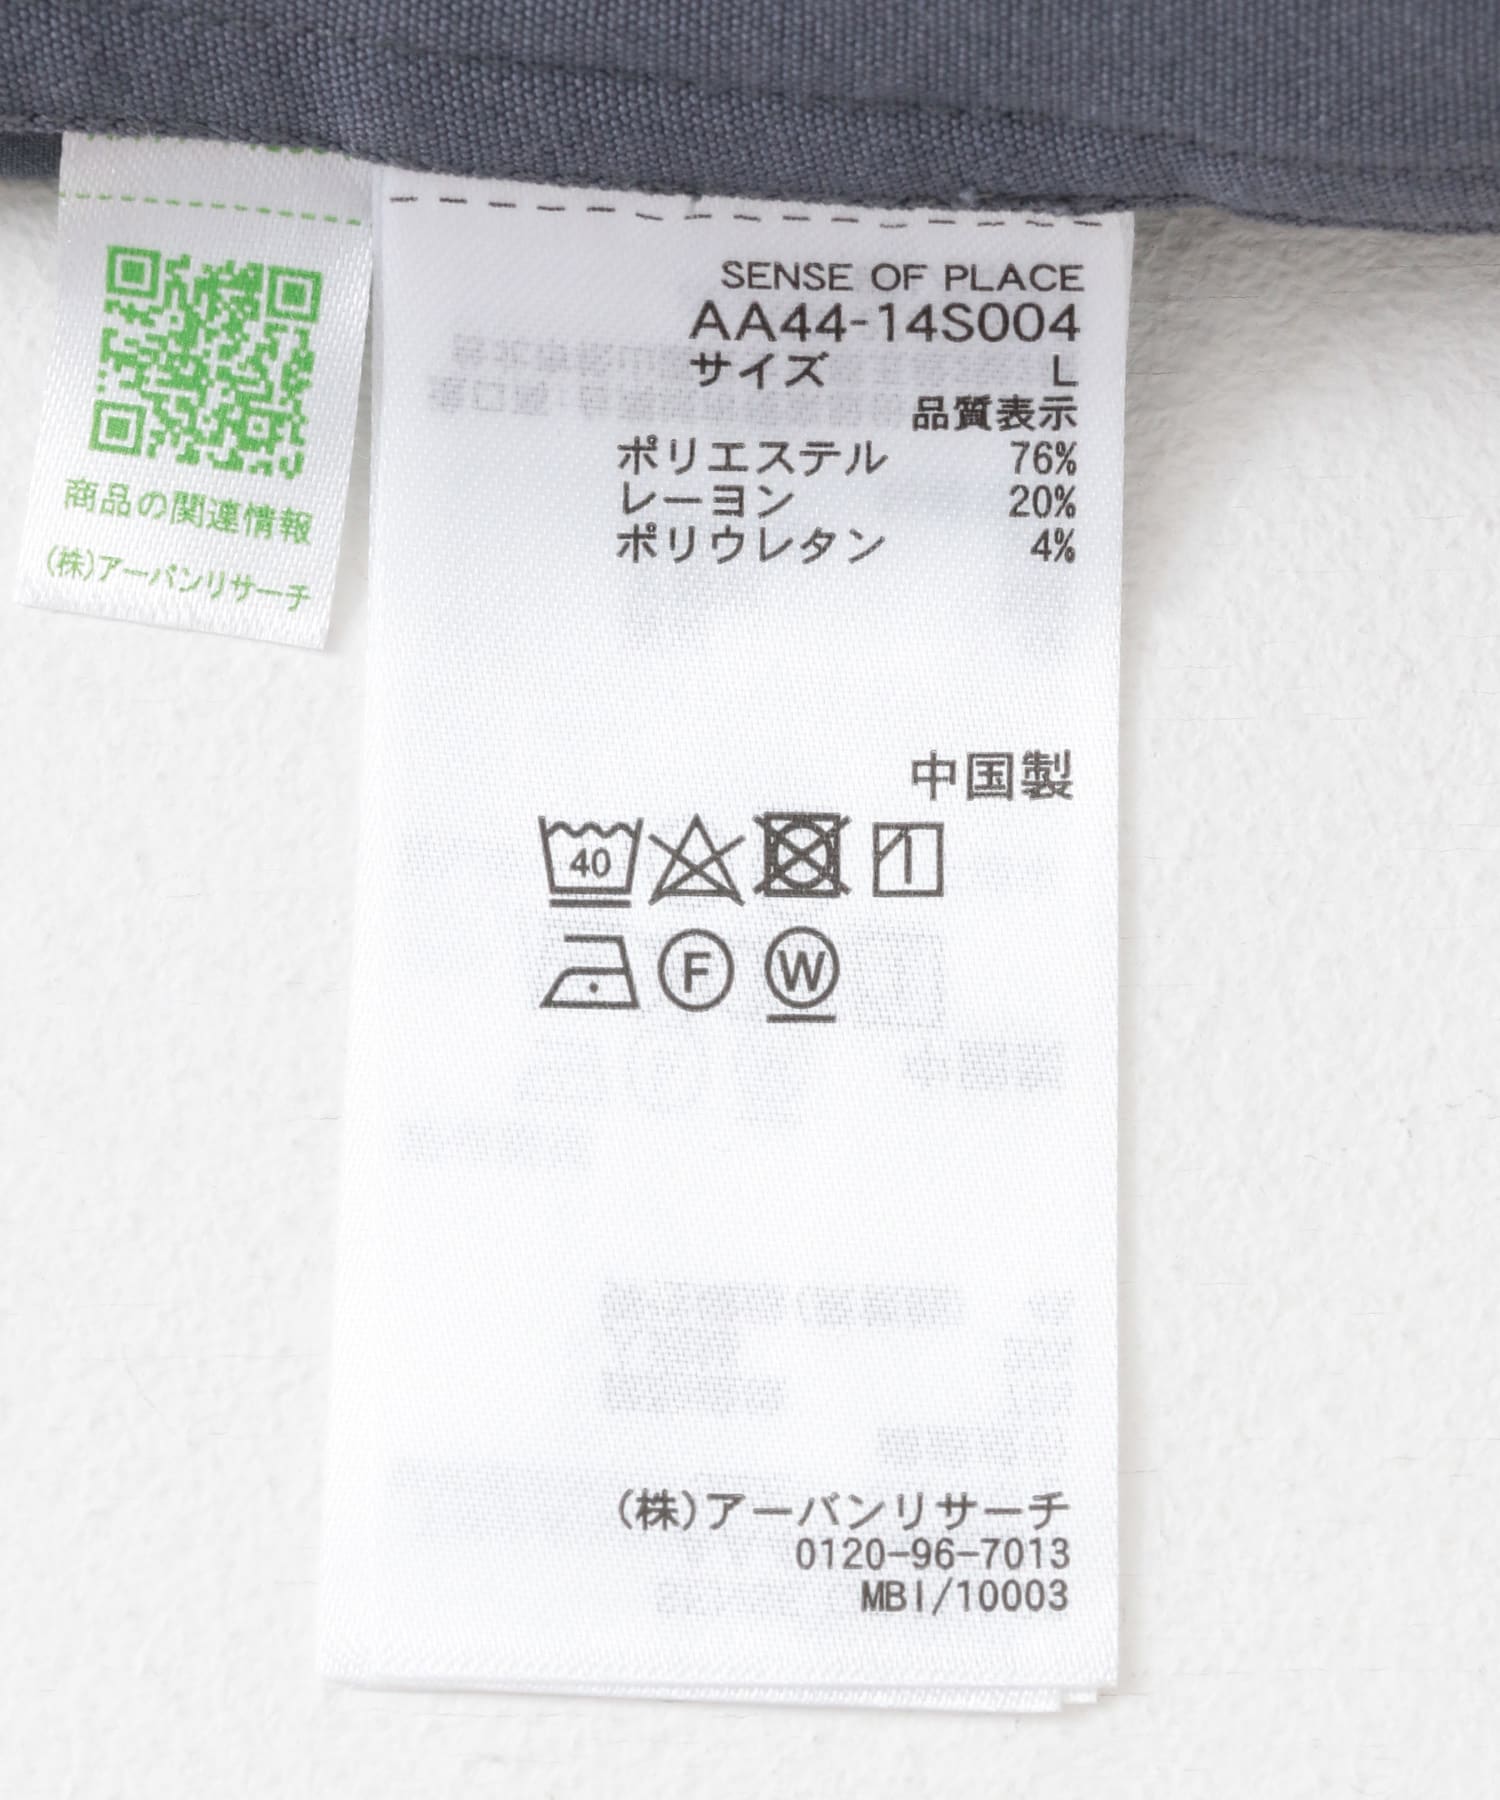 商品の関連情報
(株)アーバンリサーチ
SENSE OF PLACE
AA44-14S004
サイズ L
品質表示
ポリエステル 76%
レーヨン 20%
ポリウレタン 4%
中国製
40
F W
(株)アーバンリサーチ
0120-96-7013
MBI/10003